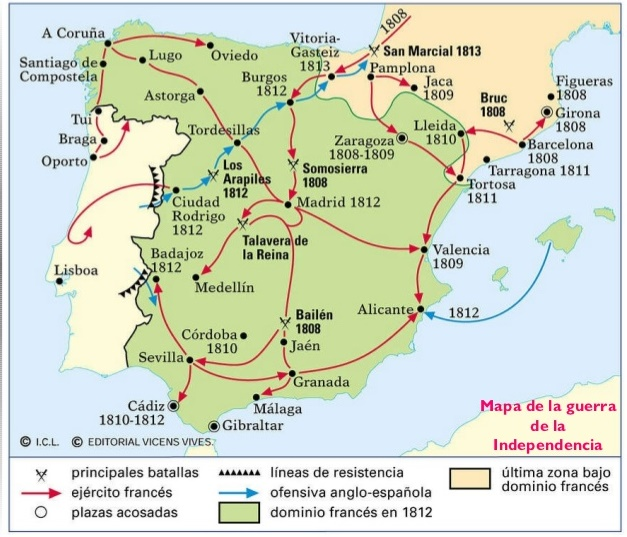 1808
A Coruña
Lugo
Oviedo
Santiago de
Compostela
Astorga
Vitoria-
Gasteiz
1813
San Marcial 1813
Pamplona
Jaca
1809
Burgos
1812
Figueras
1808
Bruc
1808
Girona
1808
Tui
Braga
Oporto
Tordesillas
Zaragoza
1808-1809
Lleida
1810
Barcelona
1808
Tarragona 1811
Tortosa
1811
Los
Arapiles
1812
Somosierra
1808
Ciudad
Rodrigo
1812
Madrid 1812
Talavera de
la Reina
Lisboa
Badajoz
1812
Medellín
Valencia
1809
Alicante
1812
Bailén
1808
Córdoba
1810
Jaén
Sevilla
Granada
Cádiz
1810-1812
Málaga
Gibraltar
Mapa de la guerra
de la
Independencia
© I.C.L. © EDITORIAL VICENS VIVES.
principales batallas
ejército francés
plazas acosadas
líneas de resistencia
ofensiva anglo-española
dominio francés en 1812
última zona bajo
dominio francés